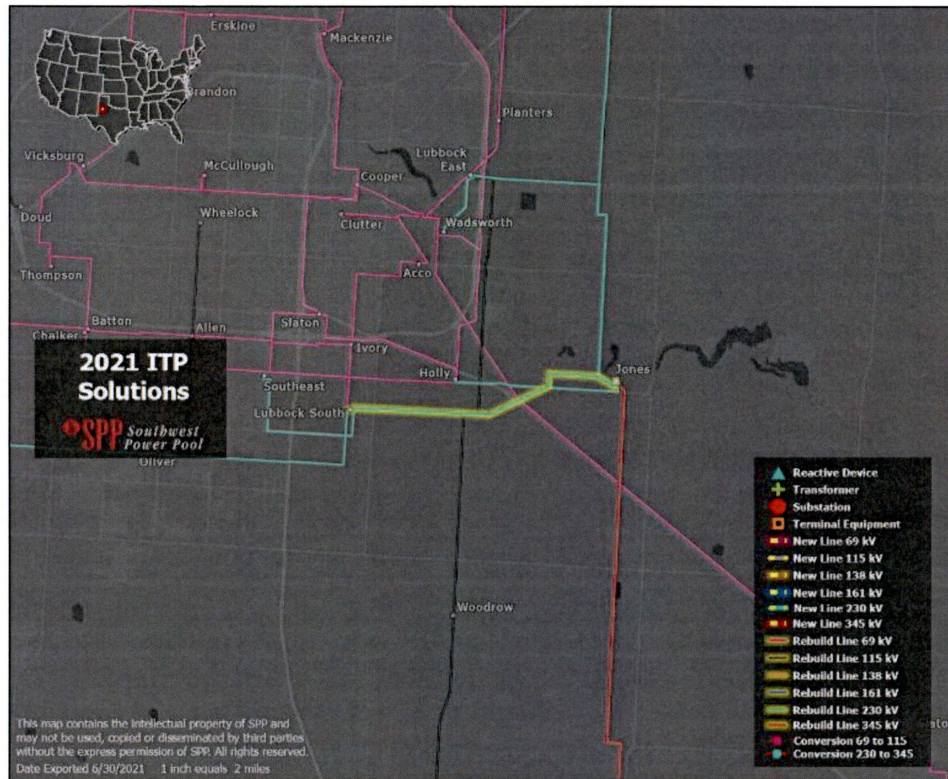 Erskine
Mackenzie
Brandon
Planters
Lubbock
East
Vicksburg
McCullough
Cooper
Doud
Wheelock
Clutter
Wadsworth
Thompson
Acco
Batton
Slaton
Chalker
Allen
Ivory
2021 ITP
Solutions
SPP Southwest
Power Pool
Southeast
Holly
Jones
Lubbock South
Oliver
Woodrow
Reactive Device
Transformer
Substation
Terminal Equipment
New Line 69 kV
New Line 115 kV
New Line 138 kV
New Line 161 kV
New Line 230 kV
New Line 345 kV
Rebuild Line 69 kV
Rebuild Line 115 kV
Rebuild Line 138 kV
Rebuild Line 161 kV
Rebuild Line 230 kV
Rebuild Line 345 kV
Conversion 69 to 115
Conversion 230 to 345
This map contains the intellectual property of SPP and
may not be used, copied or disseminated by third parties
without the express permission of SPP. All rights reserved.
Date Exported 6/30/2021 1 inch equals 2 miles